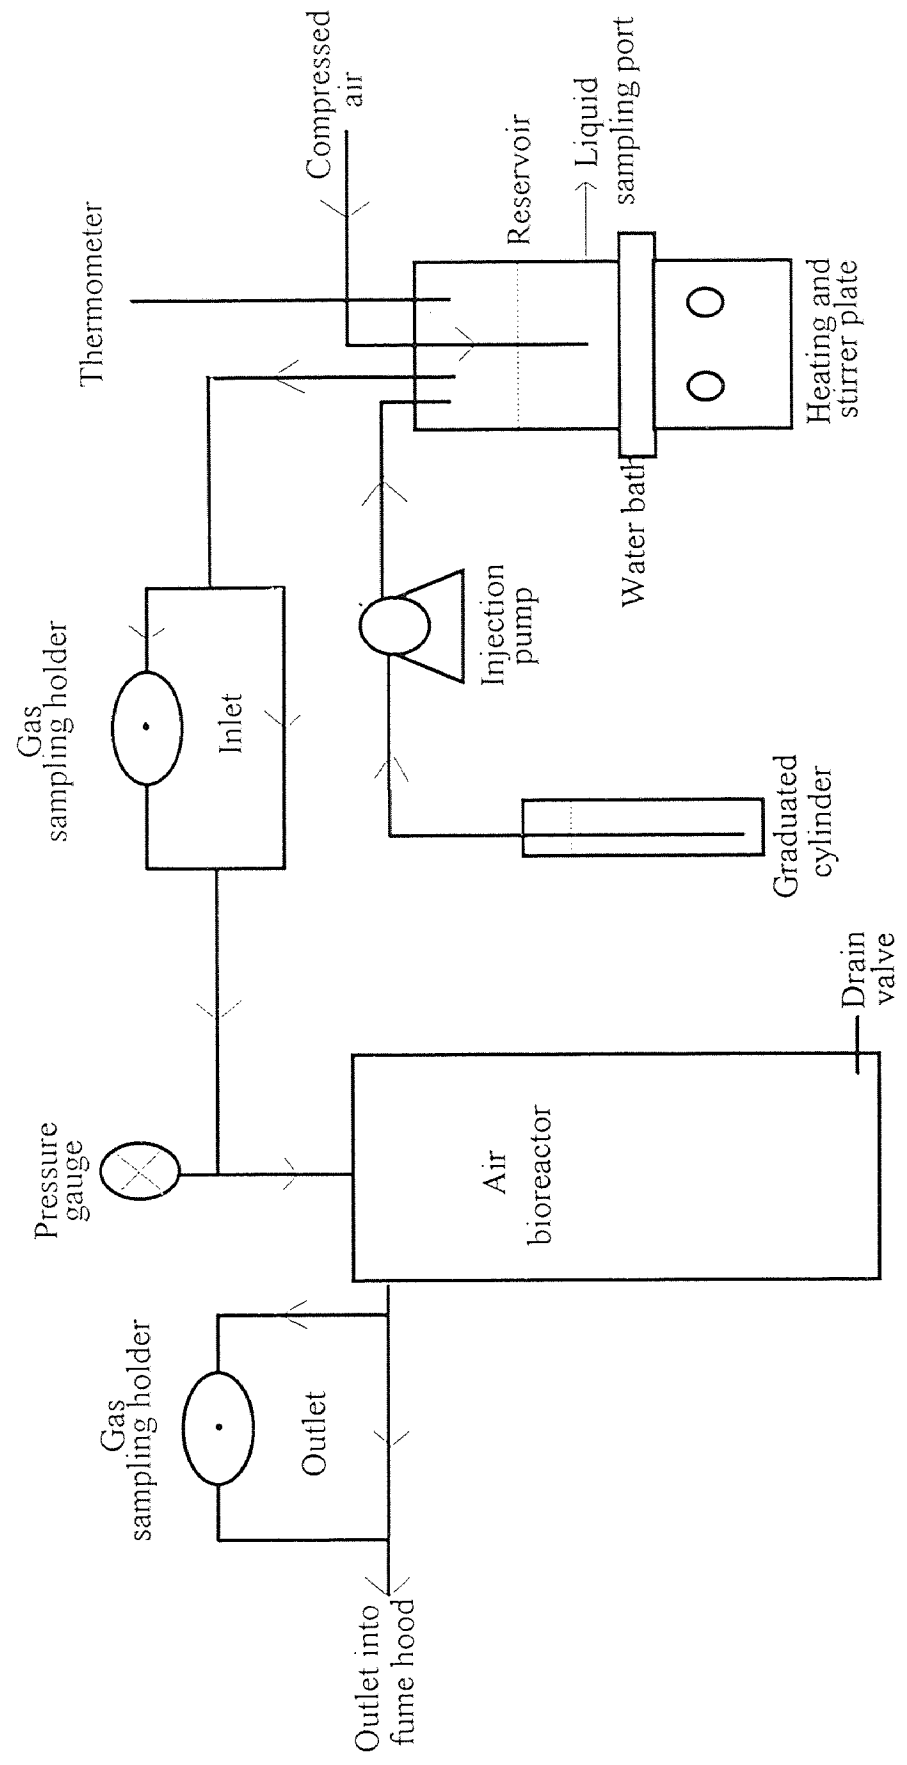 Outlet into
fume hood
Gas
sampling holder
Outlet
Pressure
gauge
Air
bioreactor
Drain
valve
Gas
sampling holder
Inlet
Graduated
cylinder
Injection
pump
Thermometer
Compressed
air
Reservoir
Liquid
sampling port
Water bath
Heating and
stirrer plate